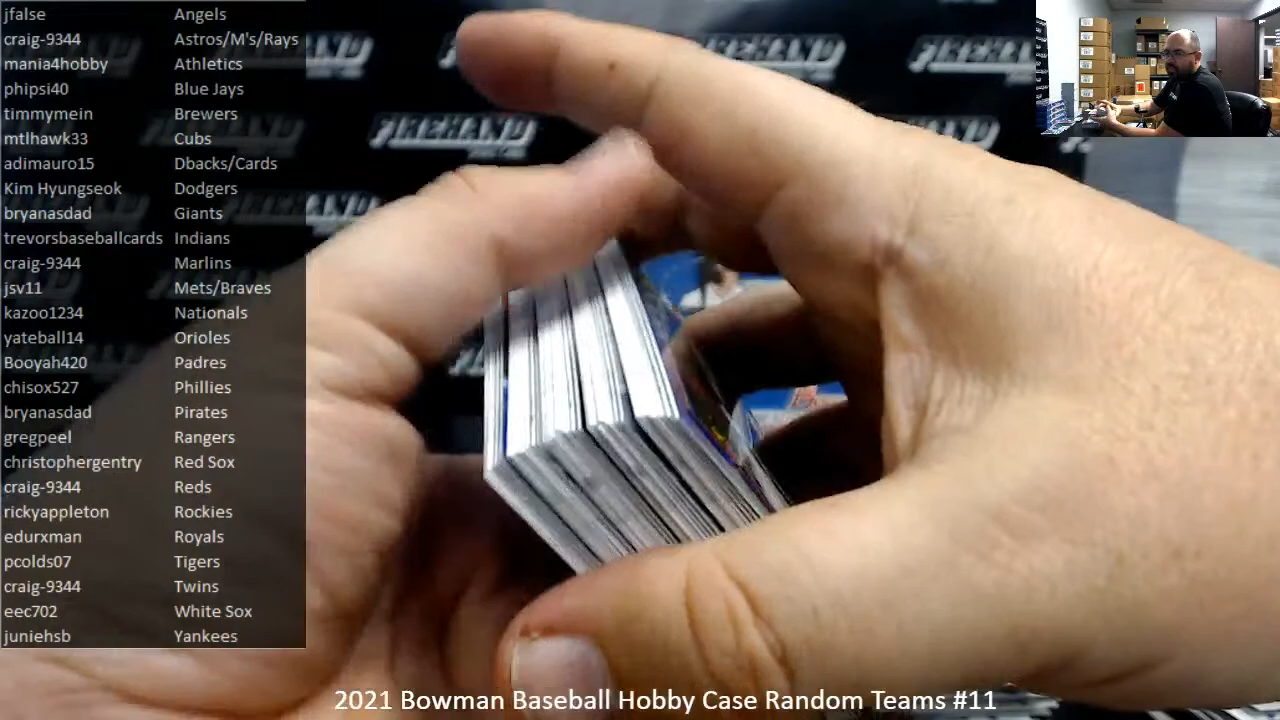 jfalse Angels
craig-9344 Astros/M's/Rays
mania4hobby Athletics
phipsi40 Blue Jays
timmymein Brewers
mtlhawk33 Cubs
adimauro15 Dbacks/Cards
Kim Hyungseok Dodgers
bryanasdad Giants
trevorsbaseballcards Indians
craig-9344 Marlins
jsv11 Mets/Braves
kazoo1234 Nationals
yateball14 Orioles
Booyah420 Padres
chisox527 Phillies
bryanasdad Pirates
gregpeel Rangers
christophergentry Red Sox
craig-9344 Reds
rickyappleton Rockies
edurxman Royals
pcolds07 Tigers
craig-9344 Twins
eec702 White Sox
juniehsb Yankees
2021 Bowman Baseball Hobby Case Random Teams #11